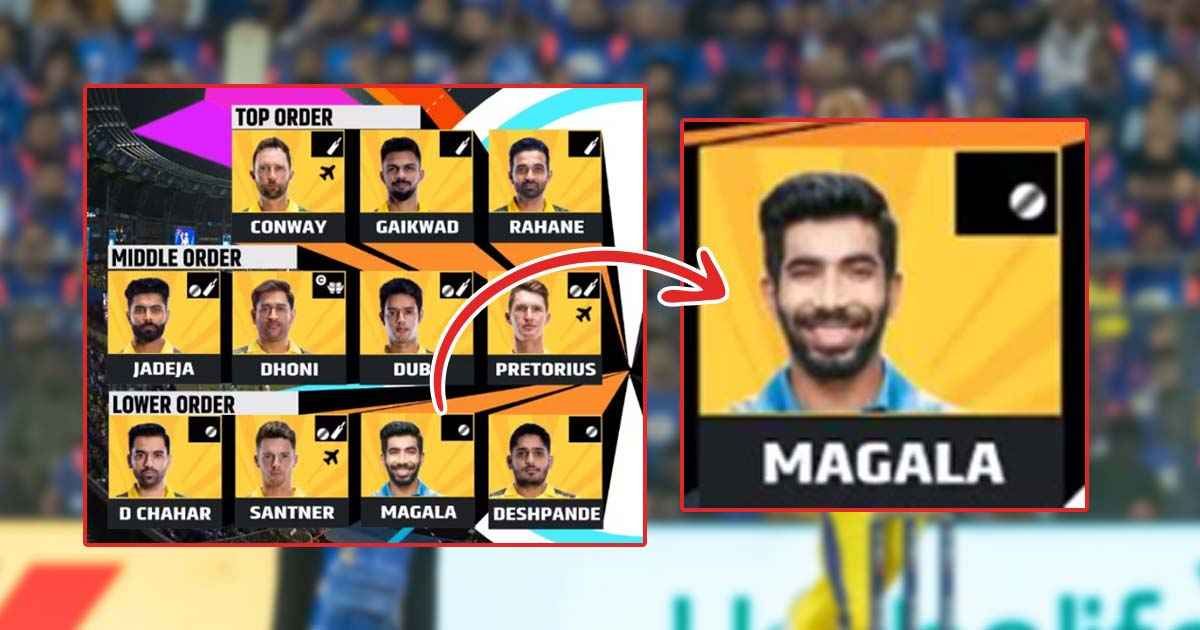 TOP ORDER
CONWAY GAIKWAD RAHANE
MIDDLE ORDER
JADEJA DHONI DUB PRETORIUS
LOWER ORDER
D CHAHAR SANTNER MAGALA DESHPANDE
MAGALA